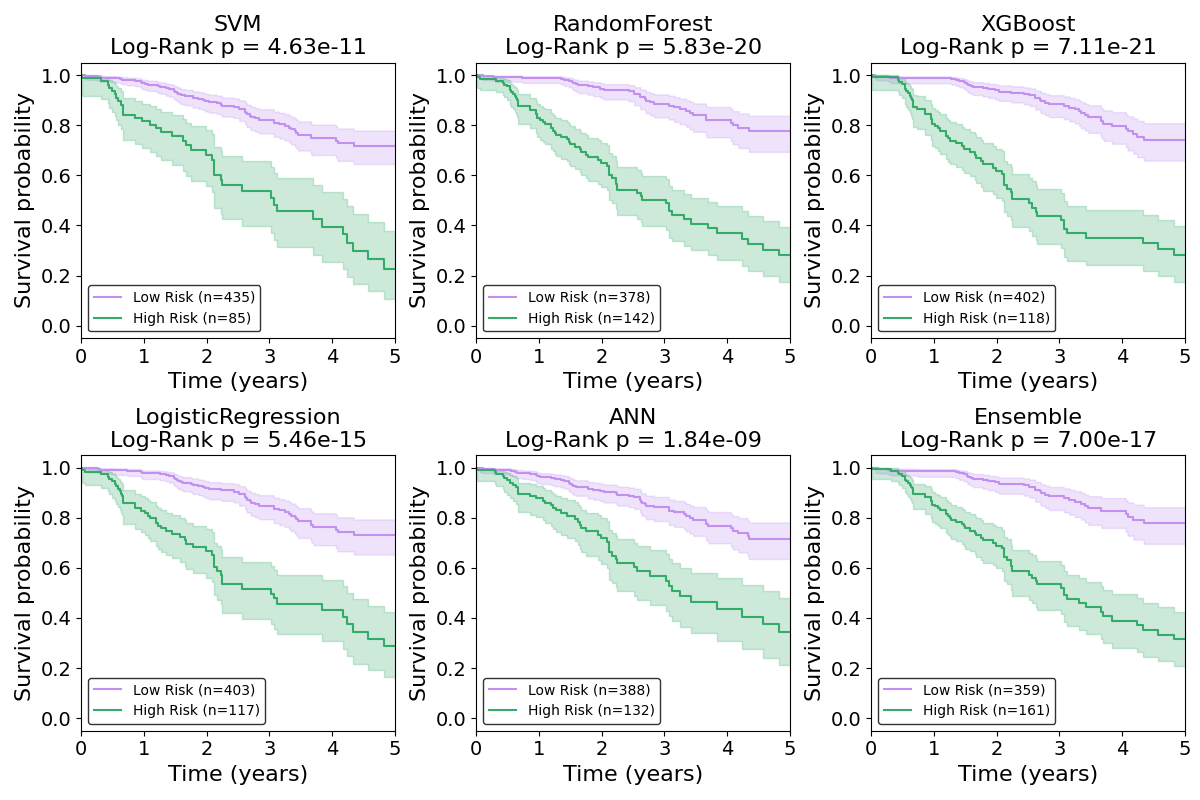 SVM
Log-Rank p = 4.63e-11
Survival probability
1.0
0.8
0.6
0.4
0.2
0.0
Low Risk (n=435)
High Risk (n=85)
0 1 2 3 4 5
Time (years)
RandomForest
Log-Rank p = 5.83e-20
Survival probability
1.0
0.8
0.6
0.4
0.2
0.0
Low Risk (n=378)
High Risk (n=142)
0 1 2 3 4 5
Time (years)
XGBoost
Log-Rank p = 7.11e-21
Survival probability
1.0
0.8
0.6
0.4
0.2
0.0
Low Risk (n=402)
High Risk (n=118)
0 1 2 3 4 5
Time (years)
LogisticRegression
Log-Rank p = 5.46e-15
Survival probability
1.0
0.8
0.6
0.4
0.2
0.0
Low Risk (n=403)
High Risk (n=117)
0 1 2 3 4 5
Time (years)
ANN
Log-Rank p = 1.84e-09
Survival probability
1.0
0.8
0.6
0.4
0.2
0.0
Low Risk (n=388)
High Risk (n=132)
0 1 2 3 4 5
Time (years)
Ensemble
Log-Rank p = 7.00e-17
Survival probability
1.0
0.8
0.6
0.4
0.2
0.0
Low Risk (n=359)
High Risk (n=161)
0 1 2 3 4 5
Time (years)